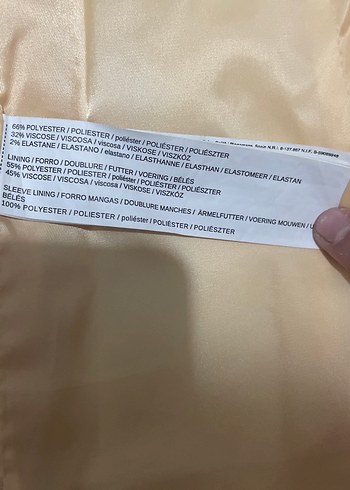 66% POLYESTER / POLIESTER / poliéster / POLIÉSTER / POLIÉSZTER
32% VISCOSE / VISCOSA / viscosa / VISKOSE / VISZKÓZ
2% ELASTANE / ELASTANO / elastano / ELASTHANNE / ELASTHAN / ELASTOMEER / ELASTAN
LINING / FORRO / DOUBLURE / FUTTER / VOERING / BÉLÉS
55% POLYESTER / POLIESTER / poliéster / POLIÉSTER / POLIÉSZTER
45% VISCOSE / VISCOSA / viscosa / VISKOSE / VISZKÓZ
SLEEVE LINING / FORRO MANGAS / DOUBLURE MANCHES / ÄRMELFUTTER / VOERING MOUWEN /
BÉLÉS
100% POLYESTER / POLIESTER / poliéster / POLIÉSTER / POLIÉSZTER